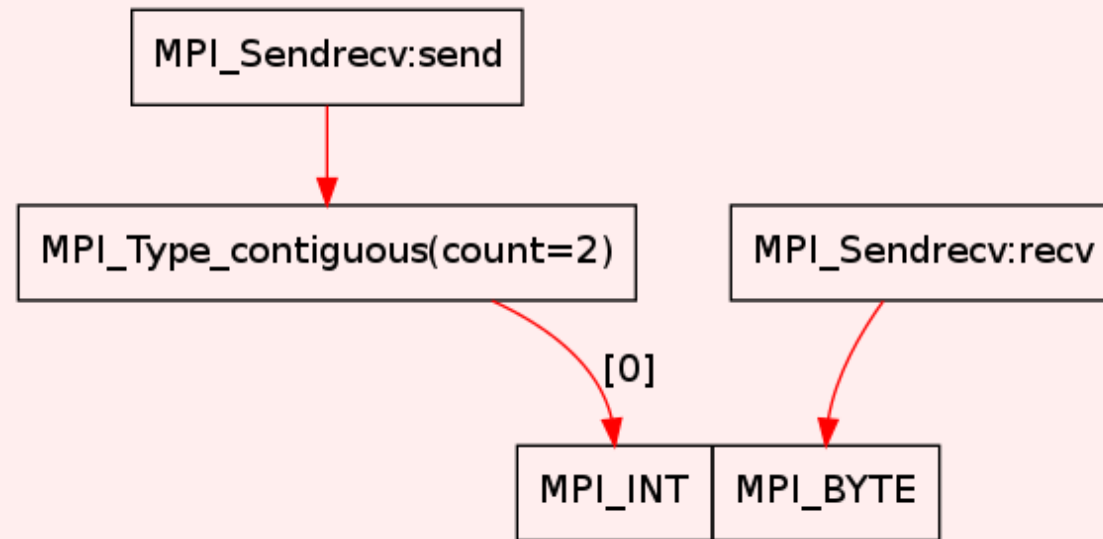 MPI_Sendrecv:send
MPI_Type_contiguous(count=2)
MPI_Sendrecv:recv
[0]
MPI_INT
MPI_BYTE